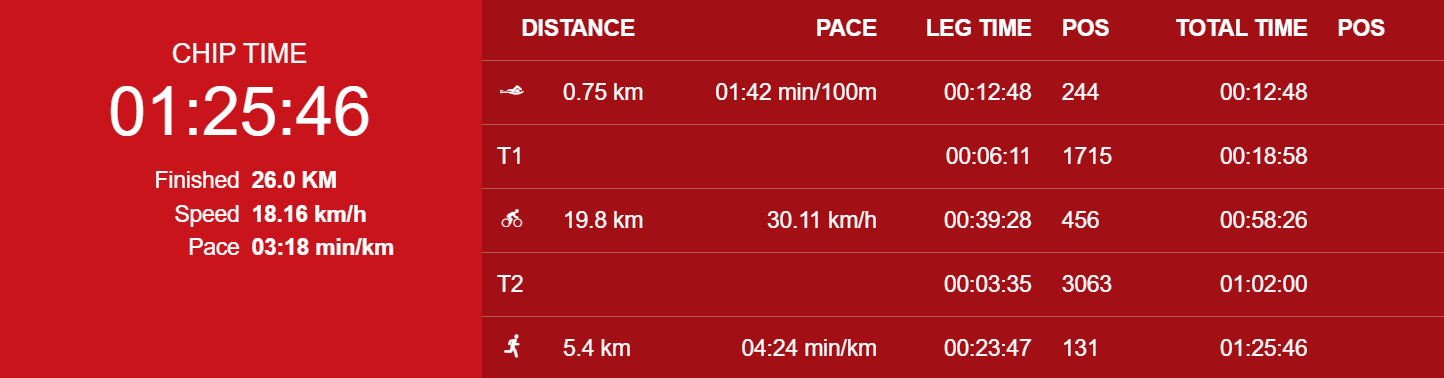 CHIP TIME
01:25:46
Finished 26.0 KM
Speed 18.16 km/h
Pace 03:18 min/km
DISTANCE PACE LEG TIME POS TOTAL TIME POS
0.75 km 01:42 min/100m 00:12:48 244 00:12:48
T1 00:06:11 1715 00:18:58
19.8 km 30.11 km/h 00:39:28 456 00:58:26
T2 00:03:35 3063 01:02:00
5.4 km 04:24 min/km 00:23:47 131 01:25:46